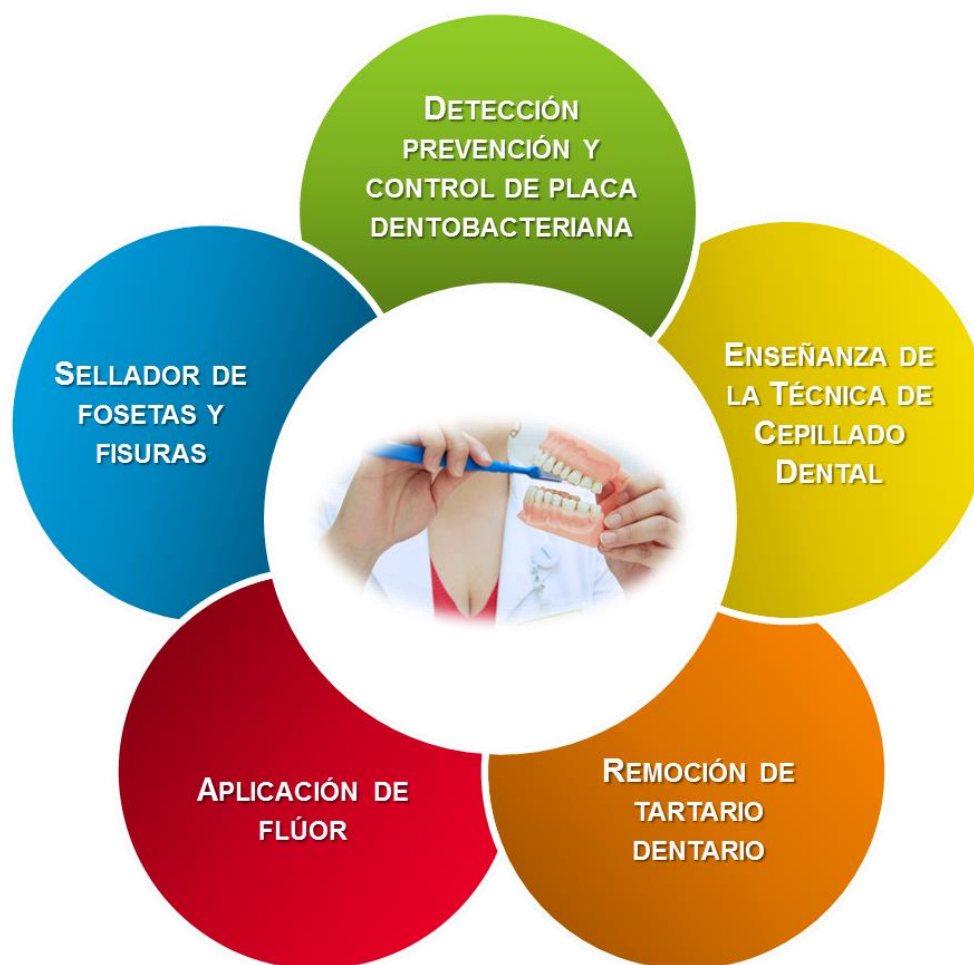 DETECCIÓN
PREVENCIÓN Y
CONTROL DE PLACA
DENTOBACTERIANA
ENSEÑANZA DE
LA TÉCNICA DE
CEPILLADO
DENTAL
REMOCIÓN DE
TARTARIO
DENTARIO
APLICACIÓN DE
FLÚOR
SELLADOR DE
FOSETAS Y
FISURAS